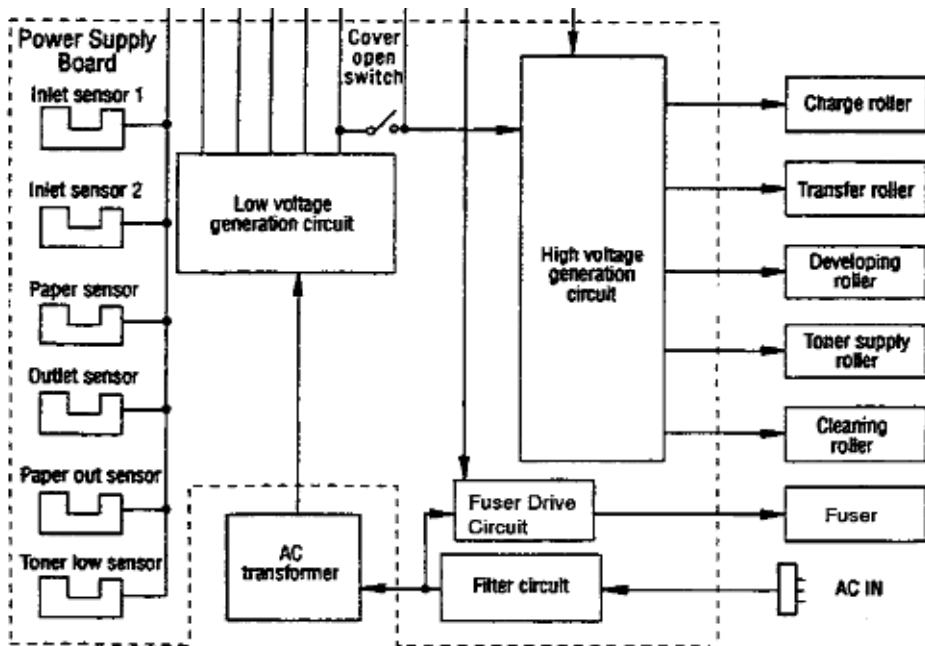 Power Supply
Board
Cover
open
switch
Inlet sensor 1
Charge roller
Inlet sensor 2
Low voltage
generation circuit
Transfer roller
High voltage
generation
circuit
Developing
roller
Paper sensor
Toner supply
roller
Outlet sensor
Cleaning
roller
Paper out sensor
Fuser Drive
Circuit
Fuser
AC
transformer
Toner low sensor
Filter circuit
AC IN